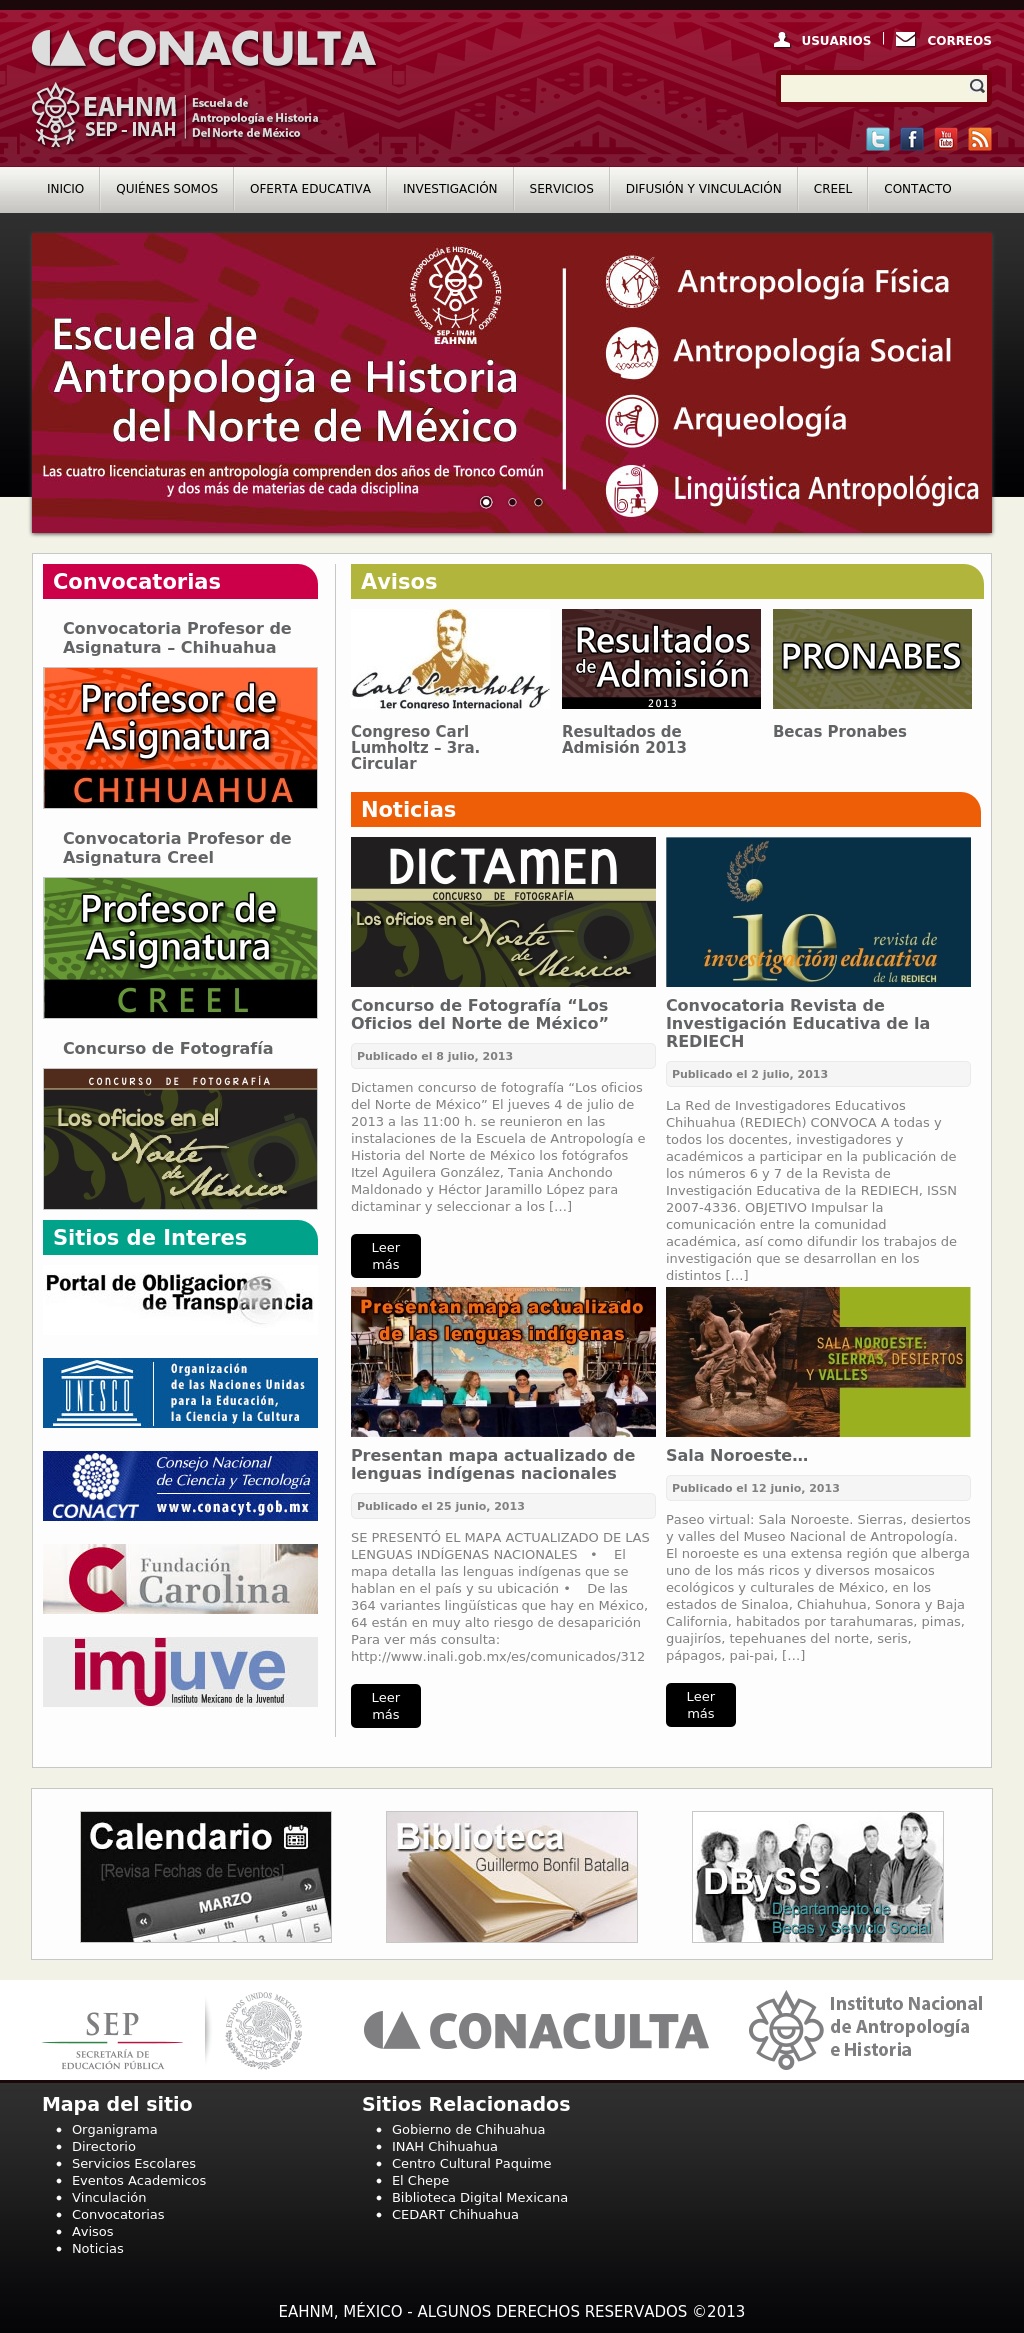 CONACULTA
USUARIOS
CORREOS
EAHNM
SEP - INAH
Escuela de
Antropología e Historia
Del Norte de México
You
Tube
INICIO
QUIÉNES SOMOS
OFERTA EDUCATIVA
INVESTIGACIÓN
SERVICIOS
DIFUSIÓN Y VINCULACIÓN
CREEL
CONTACTO
ESCUELA DE ANTROPOLOGÍA E HISTORIA DEL NORTE DE MÉXICO
SEP - INAH
EAHNM
Escuela de
Antropología e Historia
del Norte de México
Las cuatro licenciaturas en antropología comprenden dos años de Tronco Común
y dos más de materias de cada disciplina
Antropología Física
Antropología Social
Arqueología
Lingüística Antropológica
Convocatorias
Convocatoria Profesor de
Asignatura – Chihuahua
Profesor de
Asignatura
CHIHUAHUA
Convocatoria Profesor de
Asignatura Creel
Profesor de
Asignatura
CREEL
Concurso de Fotografía
CONCURSO DE FOTOGRAFÍA
Los oficios en el
Norte
de
México
Sitios de Interes
Portal de Obligaciones
de Transparencia
UNESCO
Organización
de las Naciones Unidas
para la Educación,
la Ciencia y la Cultura
CONACYT
Consejo Nacional
de Ciencia y Tecnología
www.conacyt.gob.mx
Fundación
Carolina
imjuve
Instituto Mexicano de la Juventud
Avisos
Carl Lumholtz
1er Congreso Internacional
Congreso Carl
Lumholtz – 3ra.
Circular
Resultados
de Admisión
2013
Resultados de
Admisión 2013
PRONABES
Becas Pronabes
Noticias
DICTAMEN
CONCURSO DE FOTOGRAFÍA
Los oficios en el
Norte
de
México
Concurso de Fotografía “Los
Oficios del Norte de México”
Publicado el 8 julio, 2013
Dictamen concurso de fotografía “Los oficios
del Norte de México” El jueves 4 de julio de
2013 a las 11:00 h. se reunieron en las
instalaciones de la Escuela de Antropología e
Historia del Norte de México los fotógrafos
Itzel Aguilera González, Tania Anchondo
Maldonado y Héctor Jaramillo López para
dictaminar y seleccionar a los […]
Leer
más
ie
revista de
investigación educativa
de la REDIECH
Convocatoria Revista de
Investigación Educativa de la
REDIECH
Publicado el 2 julio, 2013
La Red de Investigadores Educativos
Chihuahua (REDIECh) CONVOCA A todas y
todos los docentes, investigadores y
académicos a participar en la publicación de
los números 6 y 7 de la Revista de
Investigación Educativa de la REDIECH, ISSN
2007-4336. OBJETIVO Impulsar la
comunicación entre la comunidad
académica, así como difundir los trabajos de
investigación que se desarrollan en los
distintos […]
Presentan mapa actualizado
de las lenguas indígenas
Presentan mapa actualizado de
lenguas indígenas nacionales
Publicado el 25 junio, 2013
SE PRESENTÓ EL MAPA ACTUALIZADO DE LAS
LENGUAS INDÍGENAS NACIONALES • El
mapa detalla las lenguas indígenas que se
hablan en el país y su ubicación • De las
364 variantes lingüísticas que hay en México,
64 están en muy alto riesgo de desaparición
Para ver más consulta:
http://www.inali.gob.mx/es/comunicados/312
Leer
más
SALA NOROESTE:
SIERRAS, DESIERTOS
Y VALLES
Sala Noroeste…
Publicado el 12 junio, 2013
Paseo virtual: Sala Noroeste. Sierras, desiertos
y valles del Museo Nacional de Antropología.
El noroeste es una extensa región que alberga
uno de los más ricos y diversos mosaicos
ecológicos y culturales de México, en los
estados de Sinaloa, Chiahuhua, Sonora y Baja
California, habitados por tarahumaras, pimas,
guajiríos, tepehuanes del norte, seris,
pápagos, pai-pai, […]
Leer
más
Calendario
[Revisa Fechas de Eventos]
« MARZO »
t w th f s su
3 4 5
Biblioteca
Guillermo Bonfil Batalla
DBySS
Departamento de
Becas y Servicio Social
SEP
SECRETARÍA DE
EDUCACIÓN PÚBLICA
ESTADOS UNIDOS MEXICANOS
CONACULTA
Instituto Nacional
de Antropología
e Historia
Mapa del sitio
• Organigrama
• Directorio
• Servicios Escolares
• Eventos Academicos
• Vinculación
• Convocatorias
• Avisos
• Noticias
Sitios Relacionados
• Gobierno de Chihuahua
• INAH Chihuahua
• Centro Cultural Paquime
• El Chepe
• Biblioteca Digital Mexicana
• CEDART Chihuahua
EAHNM, MÉXICO - ALGUNOS DERECHOS RESERVADOS ©2013